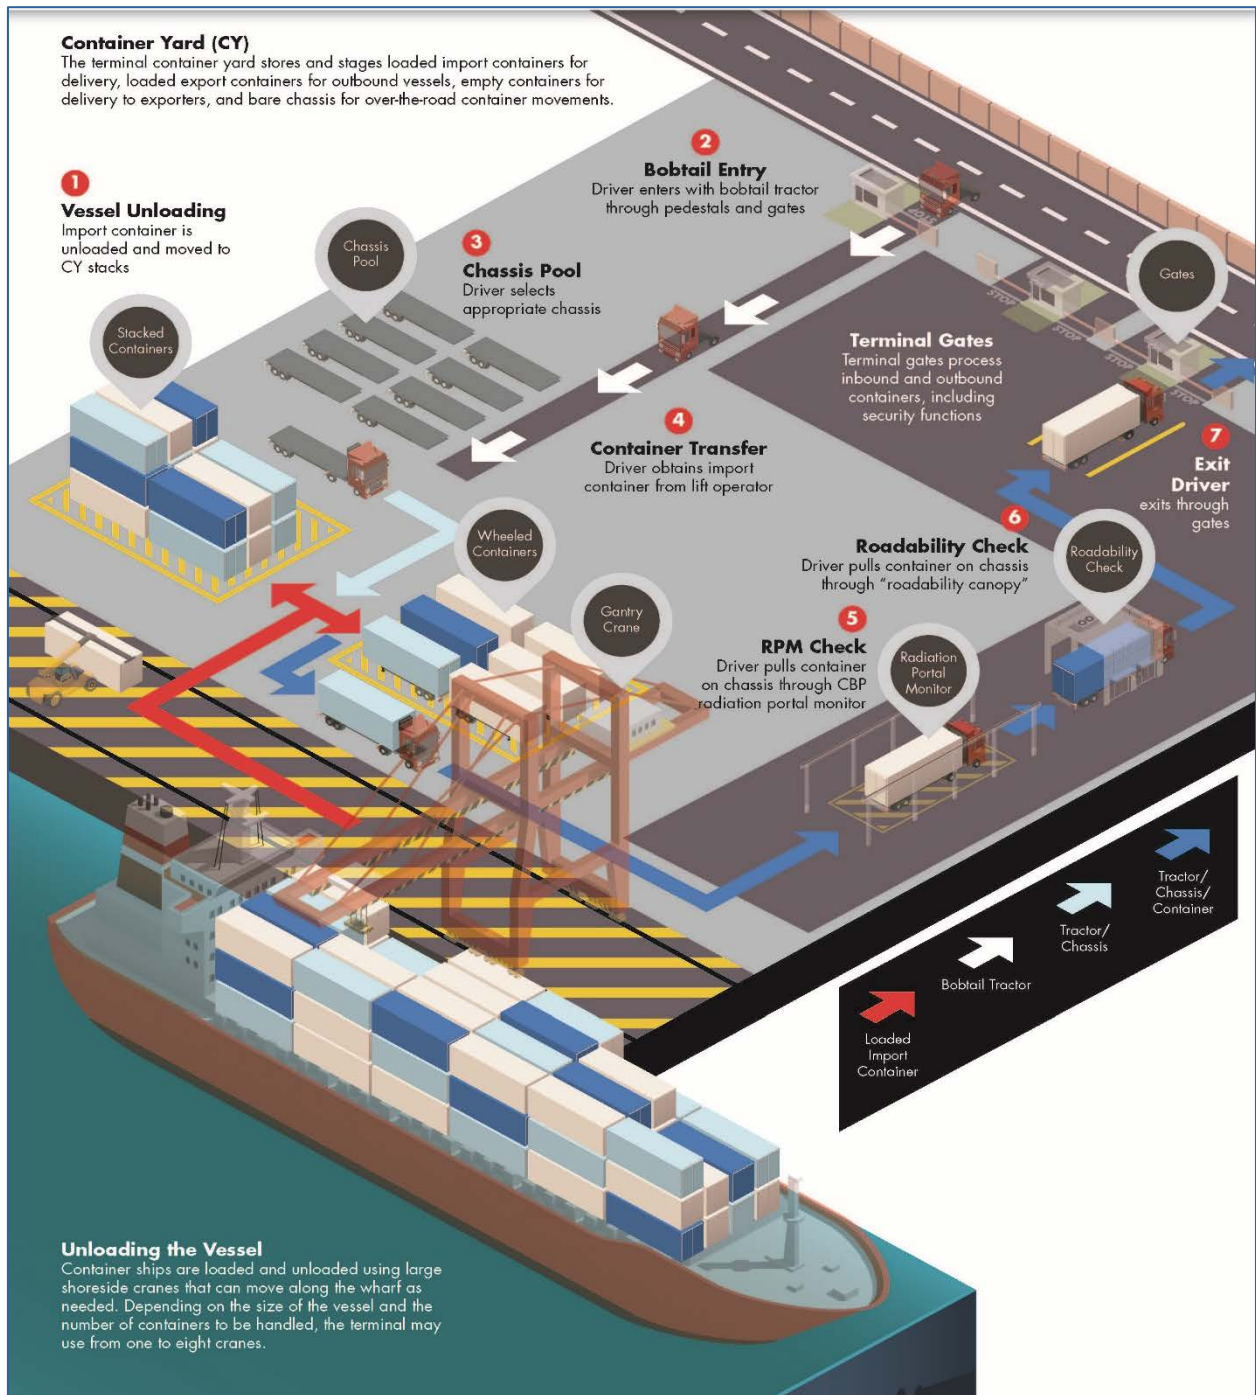 Container Yard (CY)
The terminal container yard stores and stages loaded import containers for
delivery, loaded export containers for outbound vessels, empty containers for
delivery to exporters, and bare chassis for over-the-road container movements.
1
Vessel Unloading
Import container is
unloaded and moved to
CY stacks
2
Bobtail Entry
Driver enters with bobtail tractor
through pedestals and gates
STOP
Chassis
Pool
3
Chassis Pool
Driver selects
appropriate chassis
Gates
STOP
STOP
STOP
STOP
Stacked
Containers
Terminal Gates
Terminal gates process
inbound and outbound
containers, including
security functions
4
Container Transfer
Driver obtains import
container from lift operator
7
Exit
Driver
exits through
gates
Wheeled
Containers
6
Roadability Check
Driver pulls container on chassis
through "roadability canopy"
Roadability
Check
Gantry
Crane
5
RPM Check
Driver pulls container
on chassis through CBP
radiation portal monitor
Radiation
Portal
Monitor
Tractor/
Chassis/
Container
Tractor/
Chassis
Bobtail Tractor
Loaded
Import
Container
Unloading the Vessel
Container ships are loaded and unloaded using large
shoreside cranes that can move along the wharf as
needed. Depending on the size of the vessel and the
number of containers to be handled, the terminal may
use from one to eight cranes.